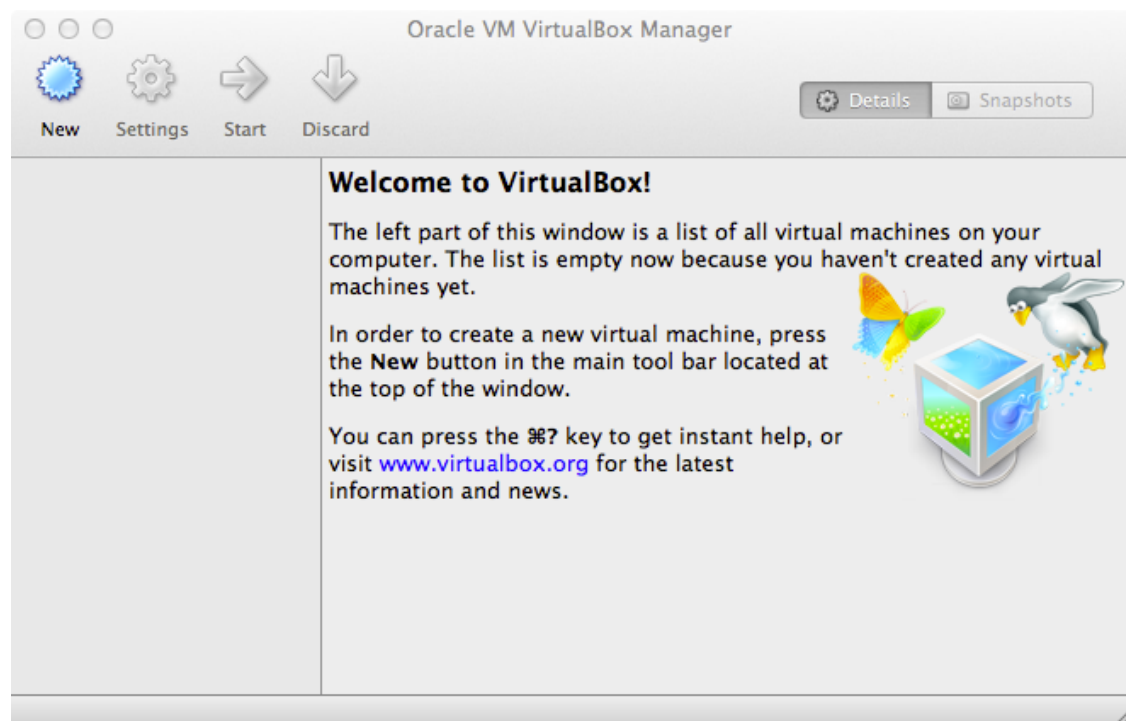 Oracle VM VirtualBox Manager
New Settings Start Discard
Details Snapshots
Welcome to VirtualBox!
The left part of this window is a list of all virtual machines on your
computer. The list is empty now because you haven't created any virtual
machines yet.
In order to create a new virtual machine, press
the New button in the main tool bar located at
the top of the window.
You can press the ⌘? key to get instant help, or
visit www.virtualbox.org for the latest
information and news.